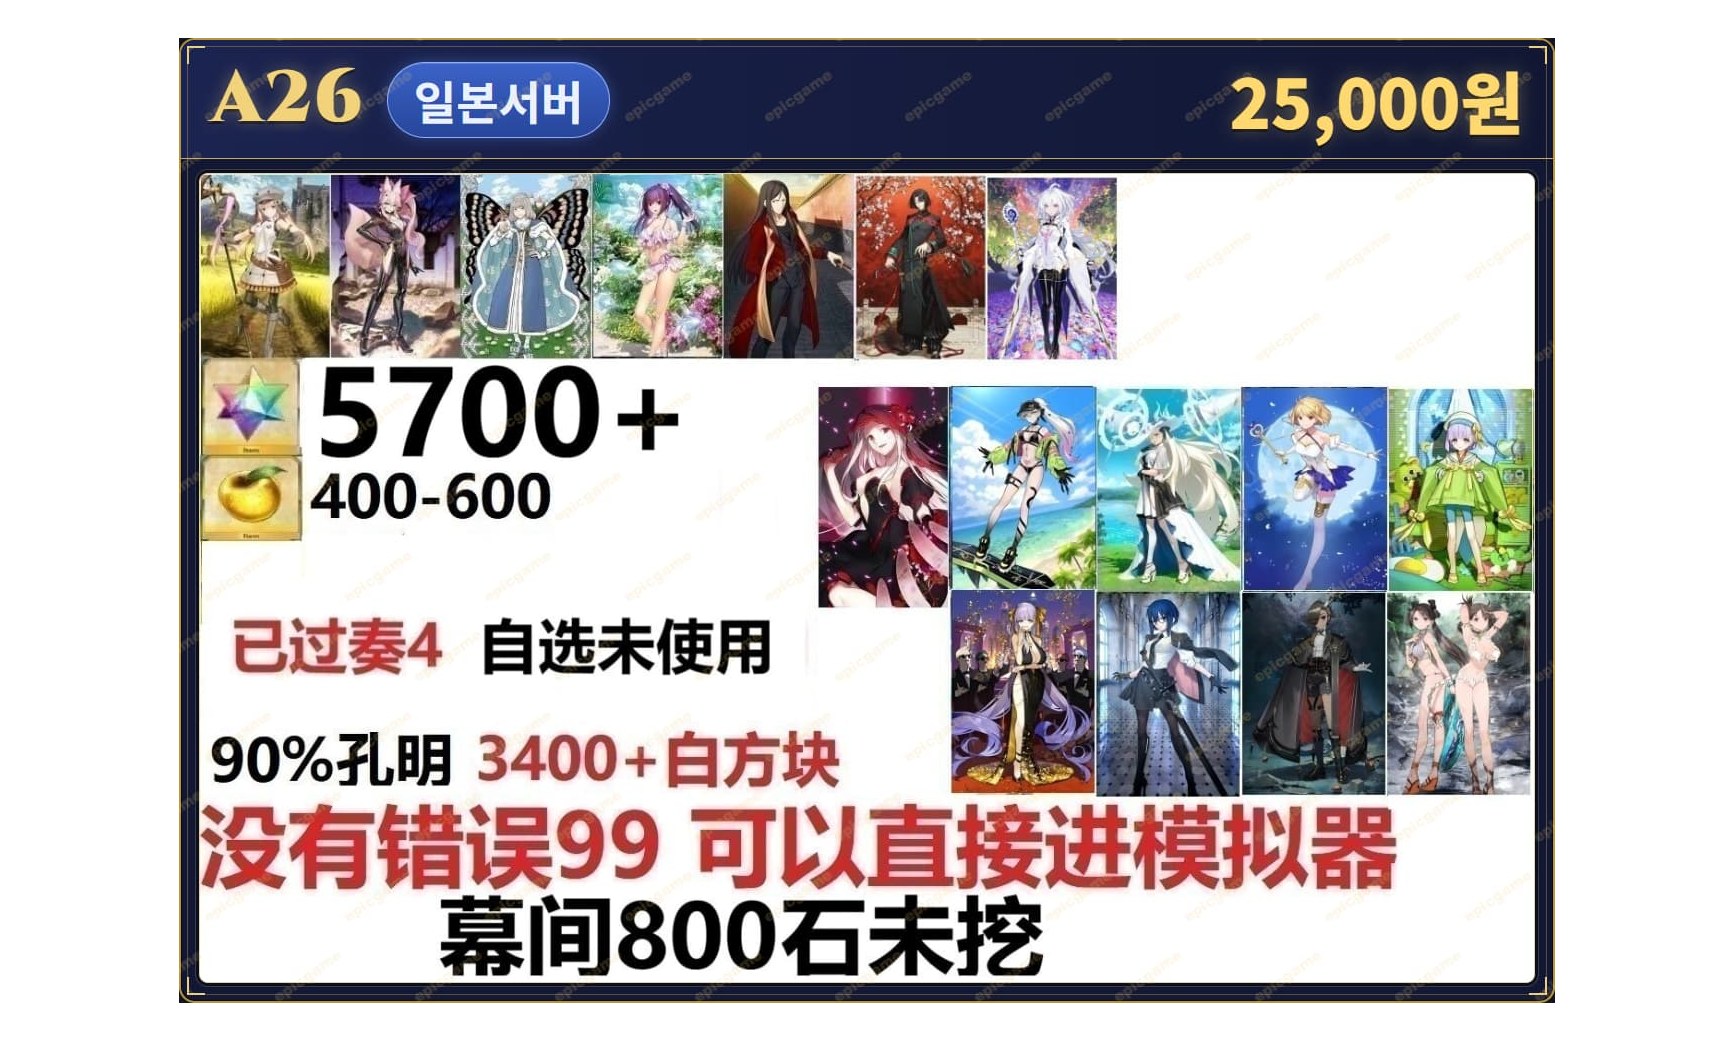 A26 일본서버 25,000원
5700+
400-600
已过奏4 自选未使用
90%孔明 3400+白方块
没有错误99 可以直接进模拟器
幕间800石未挖
epicgame